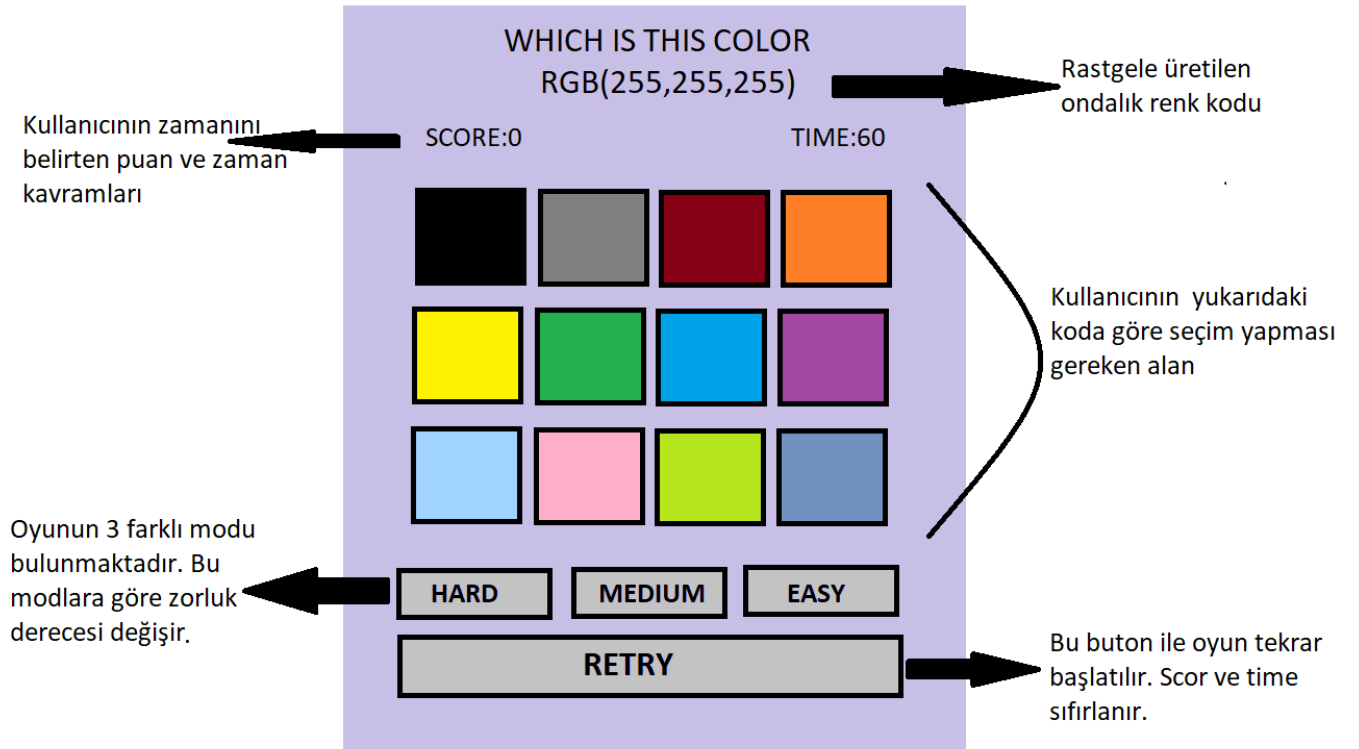 WHICH IS THIS COLOR
RGB(255,255,255)
Rastgele üretilen
ondalık renk kodu
Kullanıcının zamanını
belirten puan ve zaman
kavramları
SCORE:0
TIME:60
Kullanıcının yukarıdaki
koda göre seçim yapması
gereken alan
Oyunun 3 farklı modu
bulunmaktadır. Bu
modlara göre zorluk
derecesi değişir.
HARD
MEDIUM
EASY
RETRY
Bu buton ile oyun tekrar
başlatılır. Scor ve time
sıfırlanır.